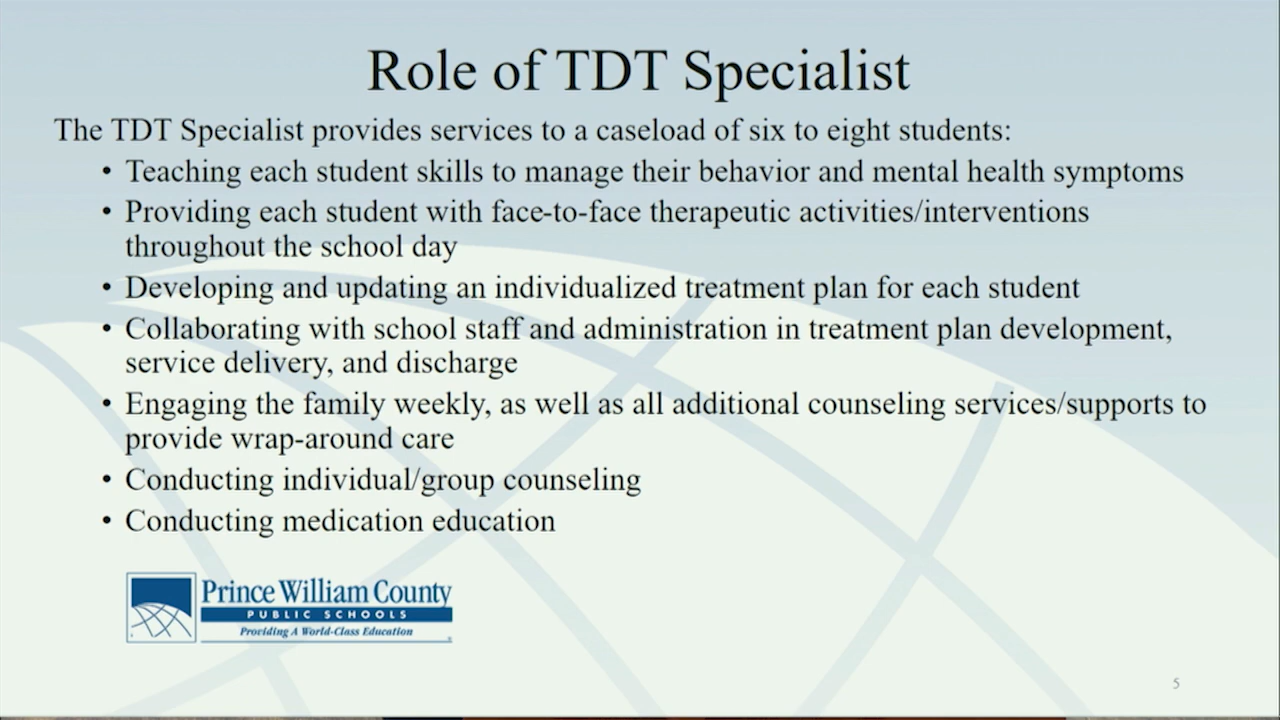 Role of TDT Specialist
The TDT Specialist provides services to a caseload of six to eight students:
• Teaching each student skills to manage their behavior and mental health symptoms
• Providing each student with face-to-face therapeutic activities/interventions
throughout the school day
• Developing and updating an individualized treatment plan for each student
• Collaborating with school staff and administration in treatment plan development,
service delivery, and discharge
• Engaging the family weekly, as well as all additional counseling services/supports to
provide wrap-around care
• Conducting individual/group counseling
• Conducting medication education
Prince William County
PUBLIC SCHOOLS
Providing A World-Class Education
5